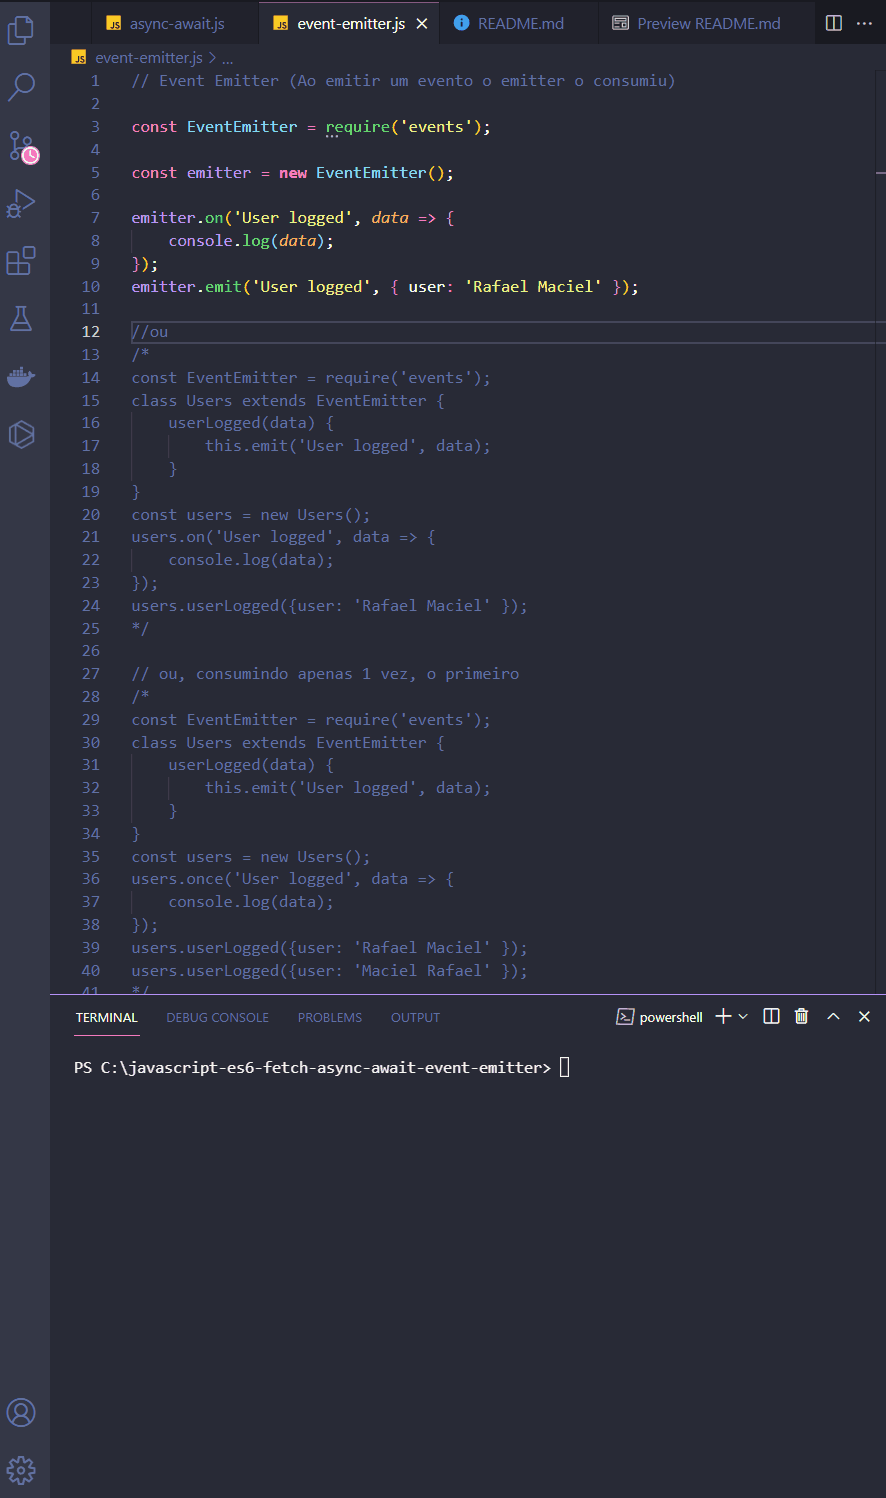 JS async-await.js JS event-emitter.js README.md Preview README.md
JS event-emitter.js > ...
1 // Event Emitter (Ao emitir um evento o emitter o consumiu)
2
3 const EventEmitter = require('events');
4
5 const emitter = new EventEmitter();
6
7 emitter.on('User logged', data => {
8 console.log(data);
9 });
10 emitter.emit('User logged', { user: 'Rafael Maciel' });
11
12 //ou
13 /*
14 const EventEmitter = require('events');
15 class Users extends EventEmitter {
16 userLogged(data) {
17 this.emit('User logged', data);
18 }
19 }
20 const users = new Users();
21 users.on('User logged', data => {
22 console.log(data);
23 });
24 users.userLogged({user: 'Rafael Maciel' });
25 */
26
27 // ou, consumindo apenas 1 vez, o primeiro
28 /*
29 const EventEmitter = require('events');
30 class Users extends EventEmitter {
31 userLogged(data) {
32 this.emit('User logged', data);
33 }
34 }
35 const users = new Users();
36 users.once('User logged', data => {
37 console.log(data);
38 });
39 users.userLogged({user: 'Rafael Maciel' });
40 users.userLogged({user: 'Maciel Rafael' });
41 */
TERMINAL DEBUG CONSOLE PROBLEMS OUTPUT powershell
PS C:\javascript-es6-fetch-async-await-event-emitter>